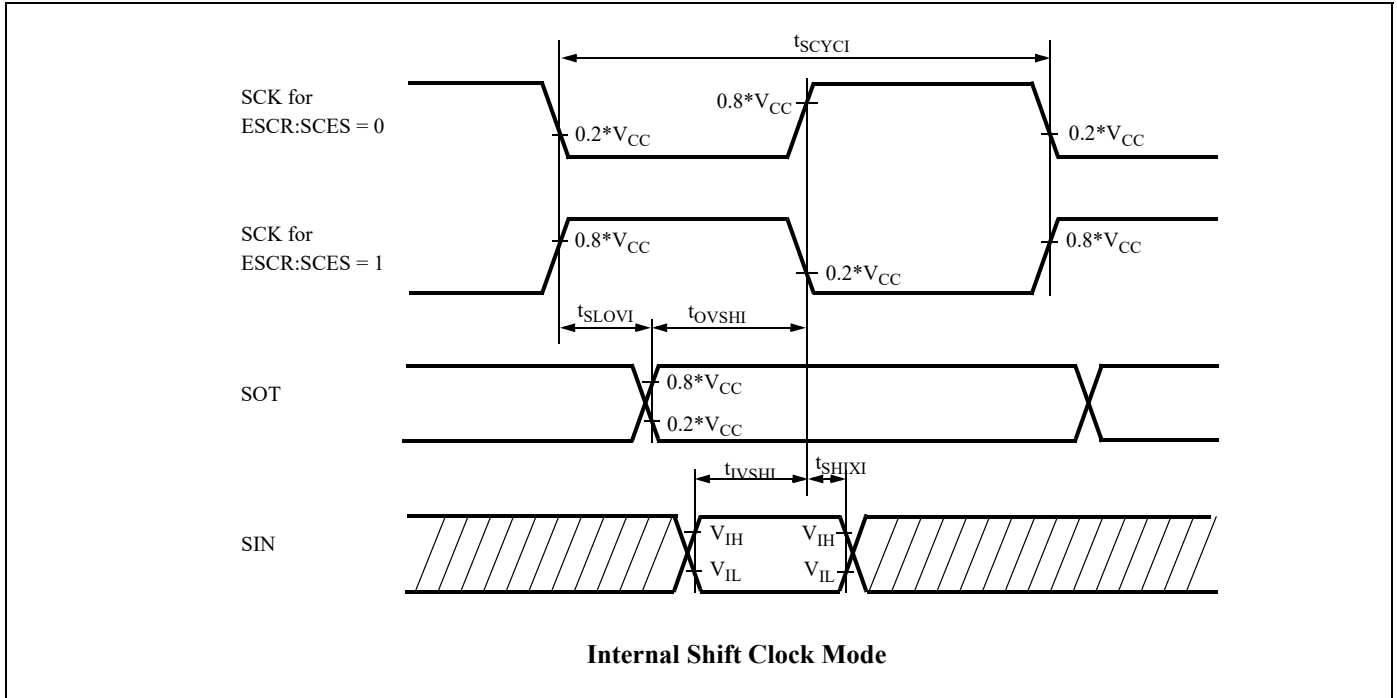 tSCYCI
SCK for
ESCR:SCES = 0
0.8*VCC
0.2*VCC
0.2*VCC
SCK for
ESCR:SCES = 1
0.8*VCC
0.8*VCC
0.2*VCC
tSLOVI
tOVSHI
SOT
0.8*VCC
0.2*VCC
tIVSHI
tSHIXI
SIN
VIH
VIH
VIL
VIL
Internal Shift Clock Mode